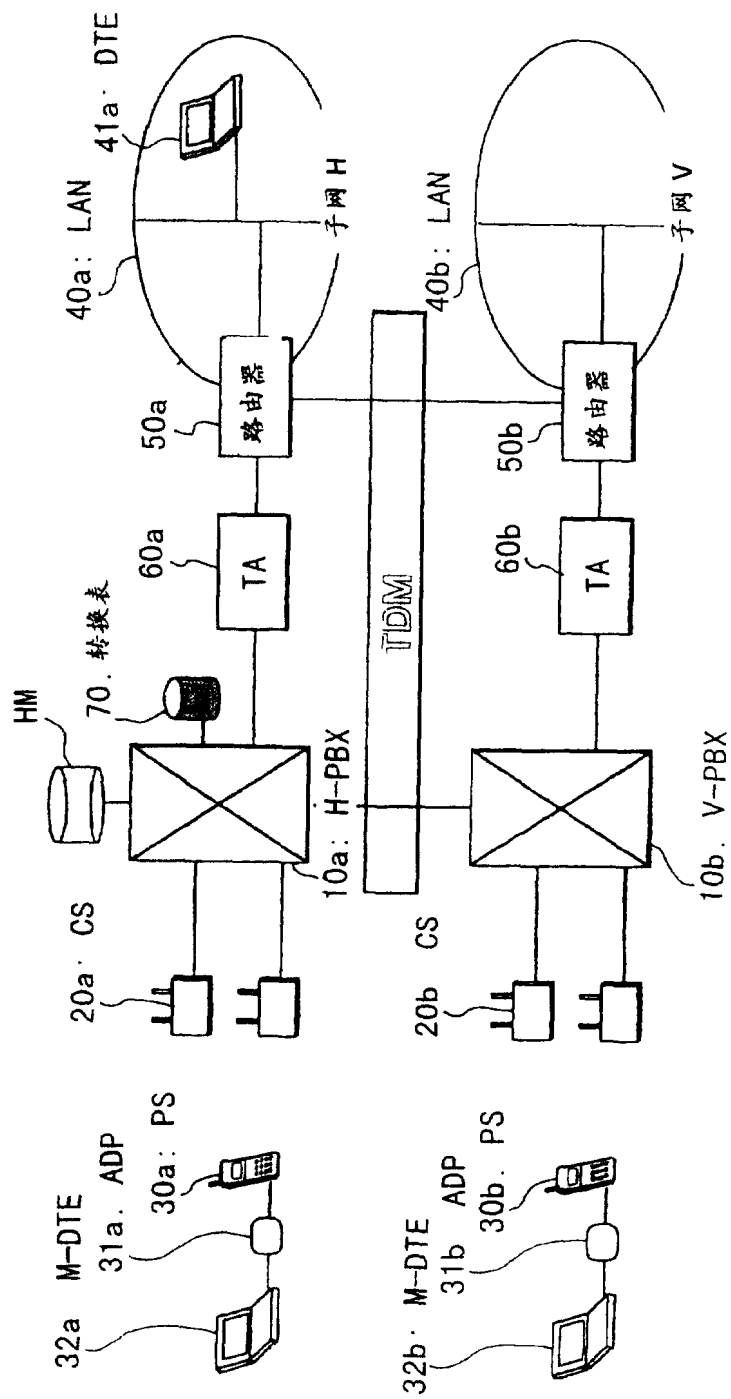 32a M-DTE
31a. ADP
30a: PS
20a· CS
HM
70. 转换表
10a: H-PBX
60a
TA
50a
路由器
40a: LAN
41a· DTE
子网 H
TDM
32b· M-DTE
31b ADP
30b. PS
20b CS
10b. V-PBX
60b
TA
50b
路由器
40b: LAN
子网 V